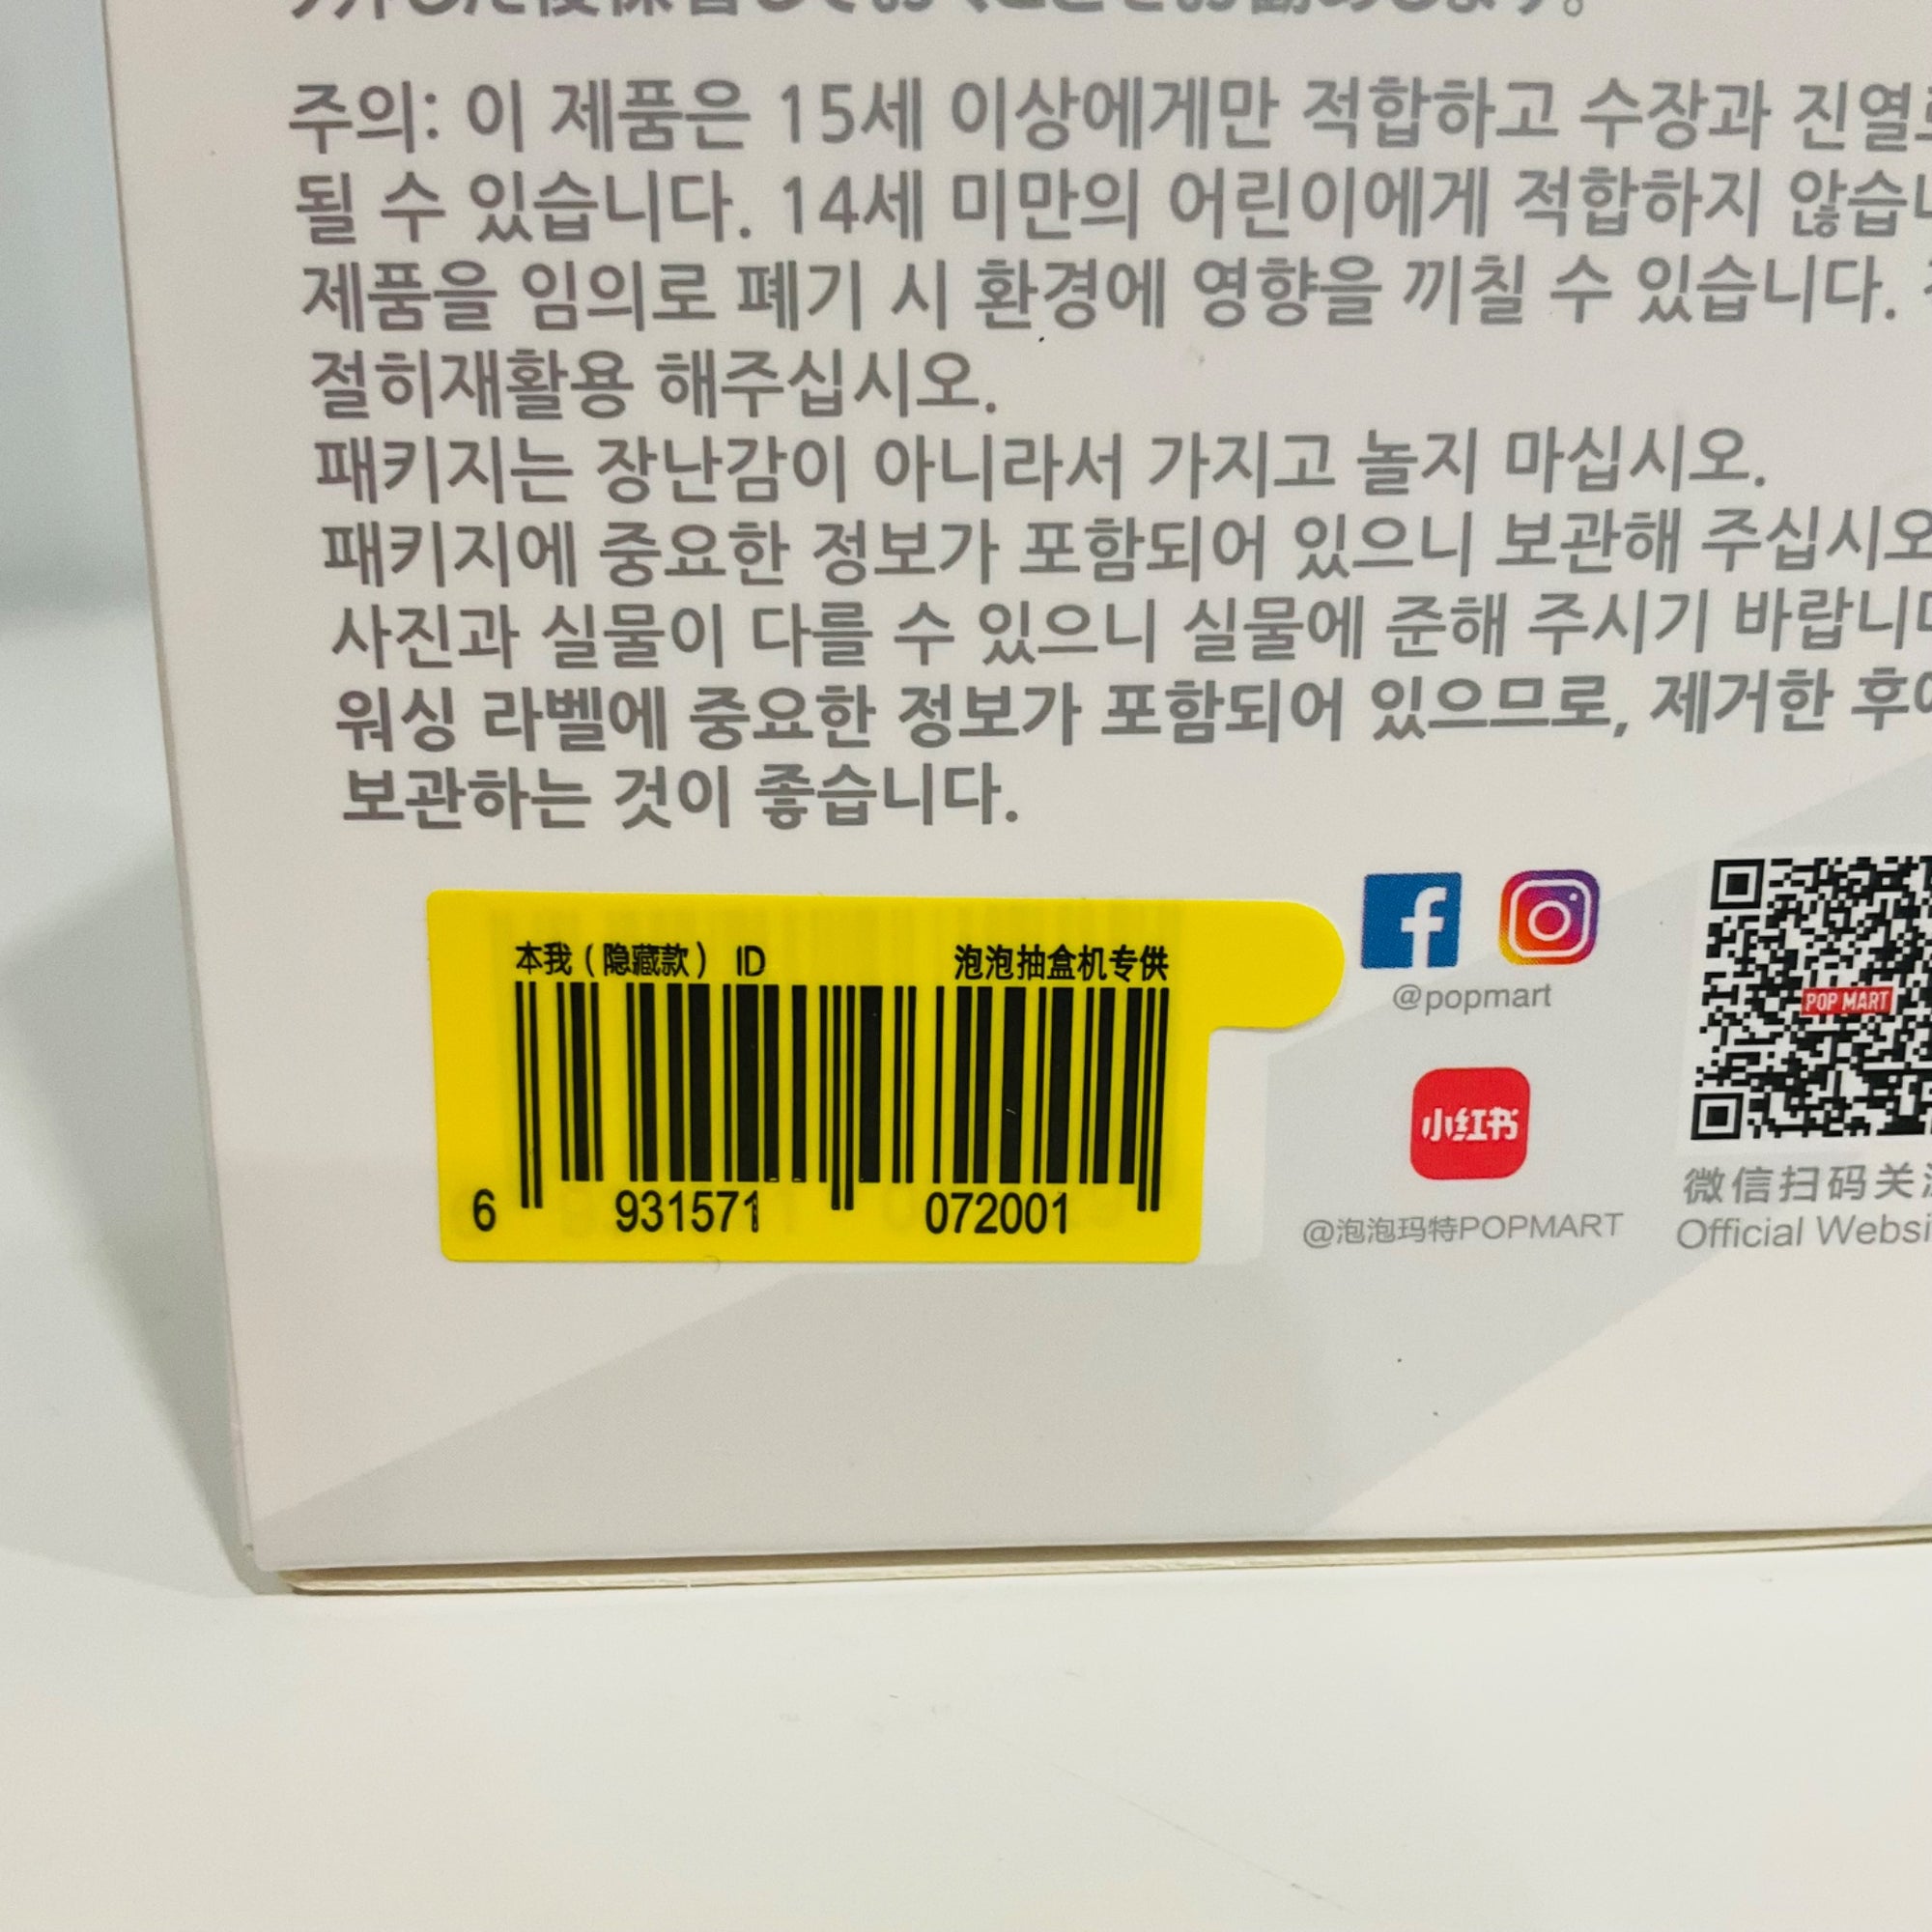 주의: 이 제품은 15세 이상에게만 적합하고 수장과 진열
될 수 있습니다. 14세 미만의 어린이에게 적합하지 않습
제품을 임의로 폐기 시 환경에 영향을 끼칠 수 있습니다.
절히재활용 해주십시오.
패키지는 장난감이 아니라서 가지고 놀지 마십시오.
패키지에 중요한 정보가 포함되어 있으니 보관해 주십시오
사진과 실물이 다를 수 있으니 실물에 준해 주시기 바랍니
워싱 라벨에 중요한 정보가 포함되어 있으므로, 제거한 후
보관하는 것이 좋습니다.
本我(隐藏款) ID 泡泡抽盒机专供
6 931571 072001
@popmart
POP MART
小红书
@泡泡玛特POPMART
微信扫码关
Official Websi